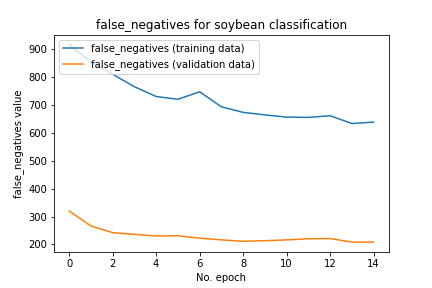 false_negatives for soybean classification
false_negatives (training data)
false_negatives (validation data)
false_negatives value
900
800
700
600
500
400
300
200
0 2 4 6 8 10 12 14
No. epoch